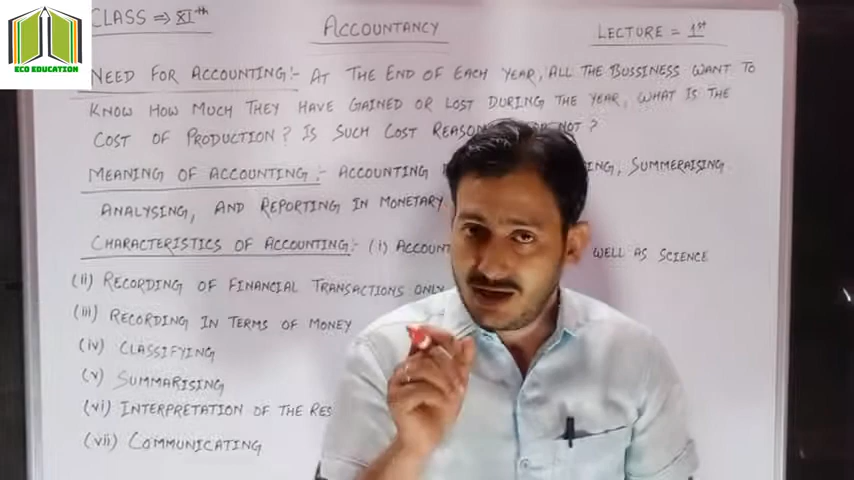 CLASS ⇒ XIth
ACCOUNTANCY
LECTURE = 1st
ECO EDUCATION
NEED FOR ACCOUNTING:- AT THE END OF EACH YEAR, ALL THE BUSSINESS WANT TO
KNOW HOW MUCH THEY HAVE GAINED OR LOST DURING THE YEAR, WHAT IS THE
COST OF PRODUCTION? IS SUCH COST REASON OR NOT?
MEANING OF ACCOUNTING:- ACCOUNTING ING, SUMMERAISING
ANALYSING, AND REPORTING IN MONETARY
CHARACTERISTICS OF ACCOUNTING:- (i) ACCOUNT WELL AS SCIENCE
(ii) RECORDING OF FINANCIAL TRANSACTIONS ONLY
(iii) RECORDING IN TERMS OF MONEY
(iv) CLASSIFYING
(v) SUMMARISING
(vi) INTERPRETATION OF THE RES
(vii) COMMUNICATING